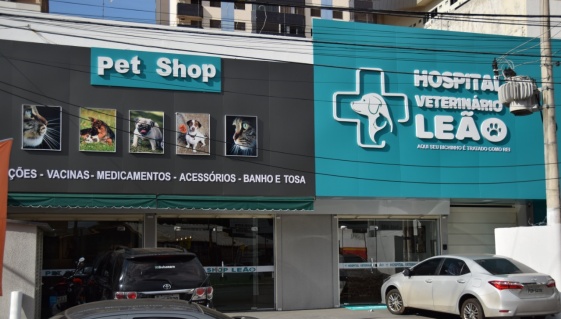 Pet Shop
ÇÕES - VACINAS - MEDICAMENTOS - ACESSÓRIOS - BANHO E TOSA
HOSPITAL
VETERINÁRIO
LEÃO
AQUI SEU BICHINHO É TRATADO COMO REI
SHOP LEÃO